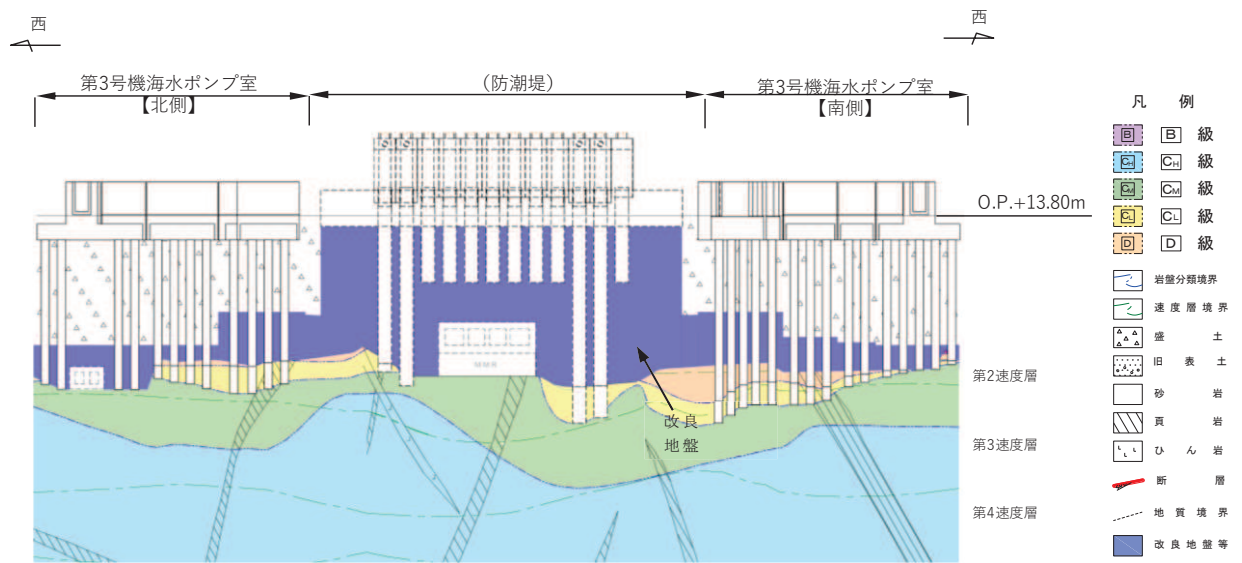 西
西
第3号機海水ポンプ室
【北側】
(防潮堤)
第3号機海水ポンプ室
【南側】
O.P.+13.80m
第2速度層
第3速度層
第4速度層
改良
地盤
凡 例
B B 級
CH CH 級
CM CM 級
CL CL 級
D D 級
岩盤分類境界
速度層境界
盛 土
旧 表 土
砂 岩
頁 岩
ひ ん 岩
断 層
地 質 境 界
改 良 地 盤 等